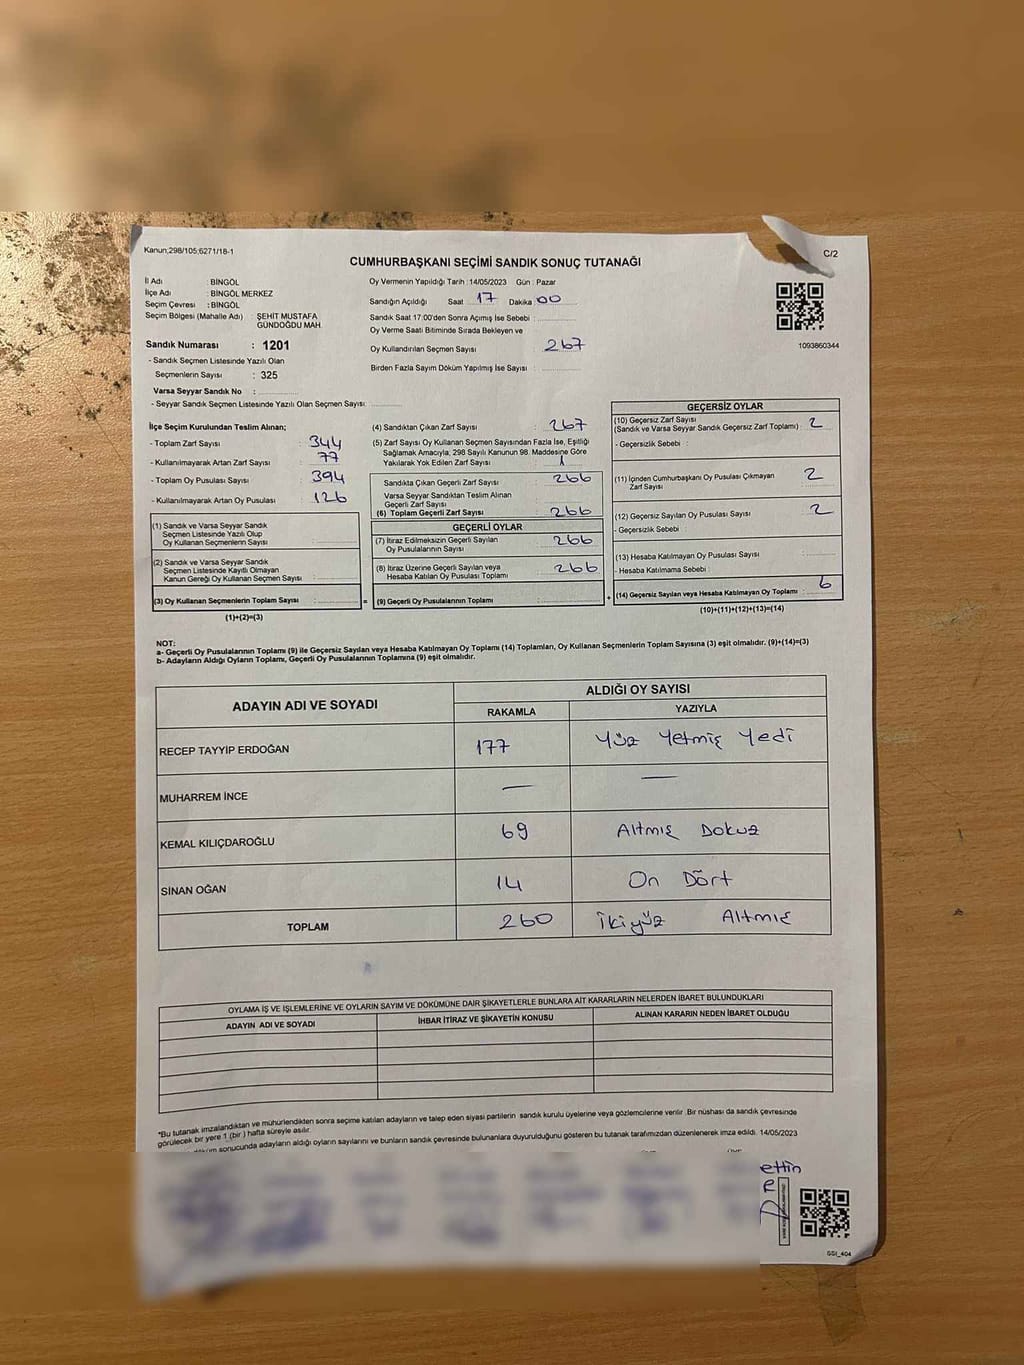 Kanun;298/105;6271/18-1
C/2
CUMHURBAŞKANI SEÇİMİ SANDIK SONUÇ TUTANAĞI
İl Adı : BİNGÖL
İlçe Adı : BİNGÖL MERKEZ
Seçim Çevresi : BİNGÖL
Seçim Bölgesi (Mahalle Adı) : ŞEHİT MUSTAFA
GÜNDOĞDU MAH.
Sandık Numarası : 1201
- Sandık Seçmen Listesinde Yazılı Olan
Seçmenlerin Sayısı : 325
Varsa Seyyar Sandık No :
- Seyyar Sandık Seçmen Listesinde Yazılı Olan Seçmen Sayısı:
Oy Vermenin Yapıldığı Tarih :14/05/2023 Gün : Pazar
Sandığın Açıldığı Saat 17 Dakika 00
Sandık Saat 17:00'den Sonra Açımış İse Sebebi :
Oy Verme Saati Bitiminde Sırada Bekleyen ve
Oy Kullandırılan Seçmen Sayısı 267
Birden Fazla Sayım Döküm Yapılmış İse Sayısı :
1093860344
İlçe Seçim Kurulundan Teslim Alınan;
- Toplam Zarf Sayısı : 344
- Kullanılmayarak Artan Zarf Sayısı : 77
- Toplam Oy Pusulası Sayısı : 394
- Kullanılmayarak Artan Oy Pusulası : 126
(1) Sandık ve Varsa Seyyar Sandık
Seçmen Listesinde Yazılı Olup
Oy Kullanan Seçmenlerin Sayısı :
(2) Sandık ve Varsa Seyyar Sandık
Seçmen Listesinde Kayıtlı Olmayan
Kanun Gereği Oy Kullanan Seçmen Sayısı :
(3) Oy Kullanan Seçmenlerin Toplam Sayısı :
(1)+(2)=(3)
(4) Sandıktan Çıkan Zarf Sayısı : 267
(5) Zarf Sayısı Oy Kullanan Seçmen Sayısından Fazla İse, Eşitliği
Sağlamak Amacıyla, 298 Sayılı Kanunun 98. Maddesine Göre
Yakılarak Yok Edilen Zarf Sayısı : 1
Sandıkta Çıkan Geçerli Zarf Sayısı : 266
Varsa Seyyar Sandıktan Teslim Alınan
Geçerli Zarf Sayısı
(6) Toplam Geçerli Zarf Sayısı : 266
GEÇERLİ OYLAR
(7) İtiraz Edilmeksizin Geçerli Sayılan
Oy Pusulalarının Sayısı : 266
(8) İtiraz Üzerine Geçerli Sayılan veya
Hesaba Katılan Oy Pusulası Toplamı : 266
= (9) Geçerli Oy Pusulalarının Toplamı :
GEÇERSİZ OYLAR
(10) Geçersiz Zarf Sayısı
(Sandık ve Varsa Seyyar Sandık Geçersiz Zarf Toplamı) : 2
- Geçersizlik Sebebi :
(11) İçinden Cumhurbaşkanı Oy Pusulası Çıkmayan
Zarf Sayısı : 2
(12) Geçersiz Sayılan Oy Pusulası Sayısı : 2
- Geçersizlik Sebebi
(13) Hesaba Katılmayan Oy Pusulası Sayısı :
- Hesaba Katılmama Sebebi :
+ (14) Geçersiz Sayılan veya Hesaba Katılmayan Oy Toplamı : 6
(10)+(11)+(12)+(13)=(14)
NOT:
a- Geçerli Oy Pusulalarının Toplamı (9) ile Geçersiz Sayılan veya Hesaba Katılmayan Oy Toplamı (14) Toplamları, Oy Kullanan Seçmenlerin Toplam Sayısına (3) eşit olmalıdır. (9)+(14)=(3)
b- Adayların Aldığı Oyların Toplamı, Geçerli Oy Pusulalarının Toplamına (9) eşit olmalıdır.
ADAYIN ADI VE SOYADI
ALDIĞI OY SAYISI
RAKAMLA YAZIYLA
RECEP TAYYİP ERDOĞAN 177 Yüz Yetmiş Yedi
MUHARREM İNCE — —
KEMAL KILIÇDAROĞLU 69 Altmış Dokuz
SİNAN OĞAN 14 On Dört
TOPLAM 260 İkiyüz Altmış
OYLAMA İŞ VE İŞLEMLERİNE VE OYLARIN SAYIM VE DÖKÜMÜNE DAİR ŞİKAYETLERLE BUNLARA AİT KARARLARIN NELERDEN İBARET BULUNDUKLARI
ADAYIN ADI VE SOYADI İHBAR İTİRAZ VE ŞİKAYETİN KONUSU ALINAN KARARIN NEDEN İBARET OLDUĞU
*Bu tutanak imzalandıktan ve mühürlendikten sonra seçime katılan adayların ve talep eden siyasi partilerin sandık kurulu üyelerine veya gözlemcilerine verilir. Bir nüshası da sandık çevresinde
görülecek bir yere 1 (bir ) hafta süreyle asılır.
döküm sonucunda adayların aldığı oyların sayılarını ve bunların sandık çevresinde bulunanlara duyurulduğunu gösteren bu tutanak tarafımızdan düzenlenerek imza edildi. 14/05/2023
ettin
SSI_404